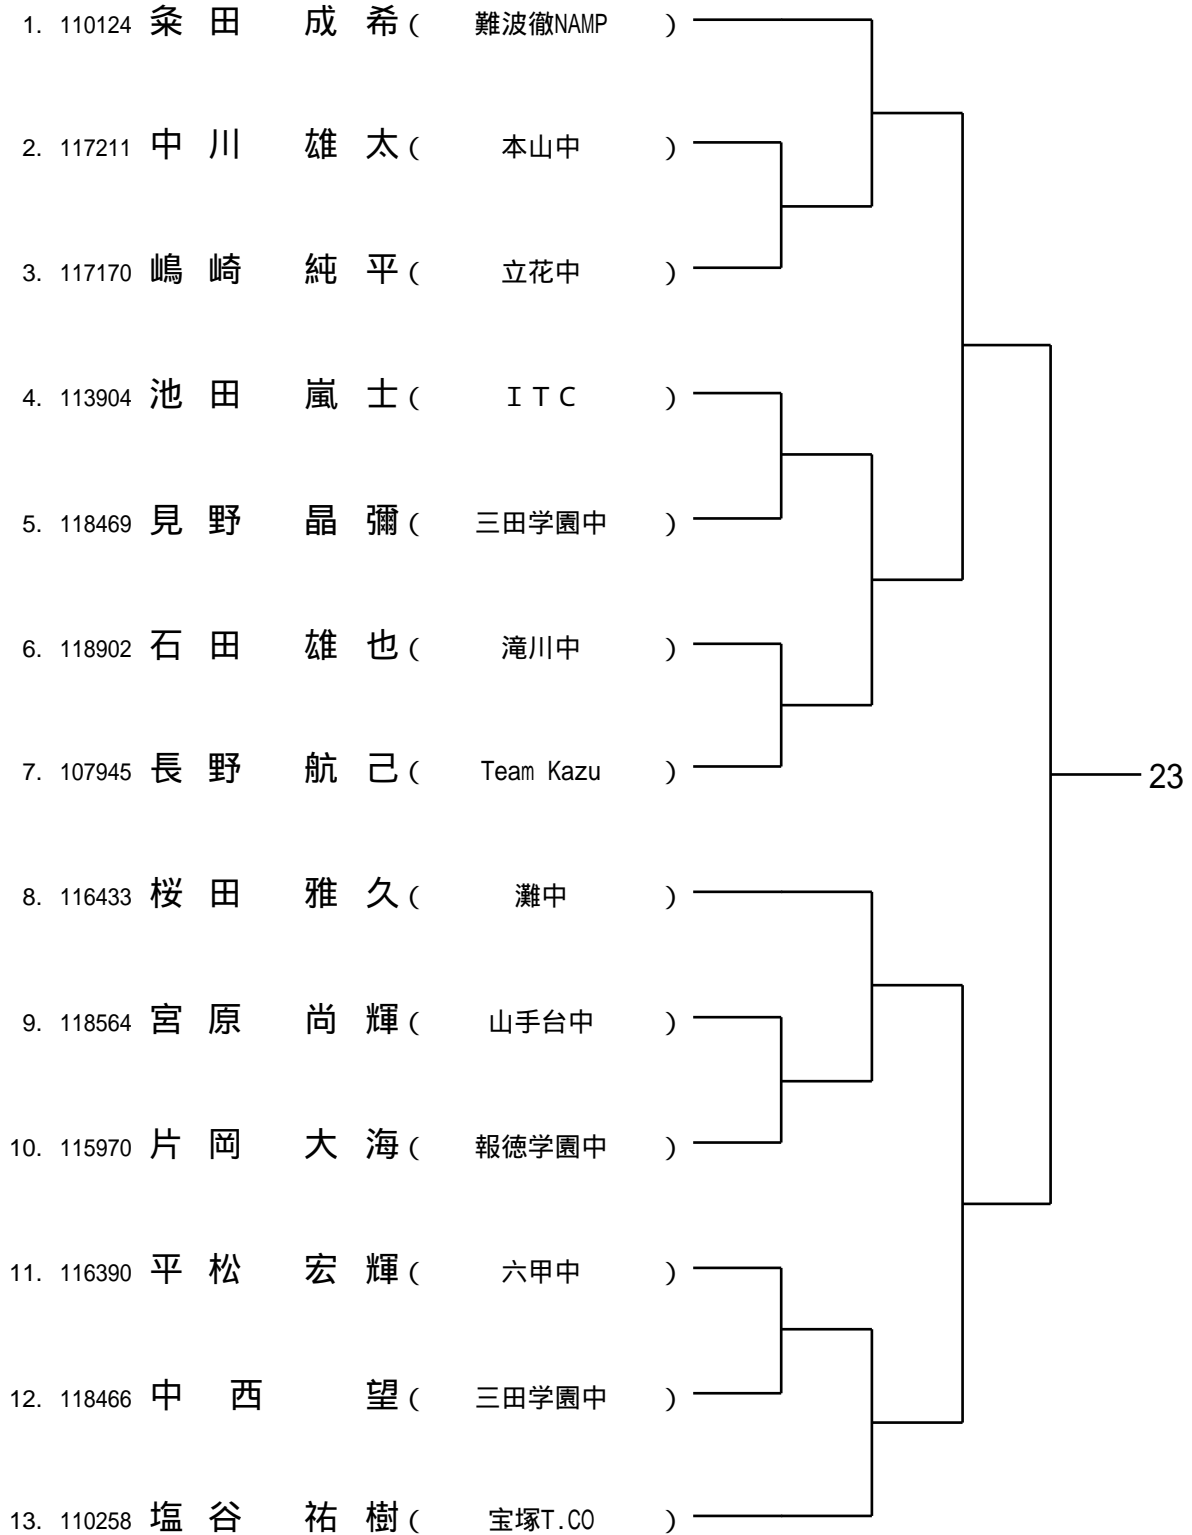 1. 110124 粂田 成希( 難波徹NAMP )
2. 117211 中川 雄太( 本山中 )
3. 117170 嶋崎 純平( 立花中 )
4. 113904 池田 嵐士( ＩＴＣ )
5. 118469 見野 晶彌( 三田学園中 )
6. 118902 石田 雄也( 滝川中 )
7. 107945 長野 航己( Team Kazu )
23
8. 116433 桜田 雅久( 灘中 )
9. 118564 宮原 尚輝( 山手台中 )
10. 115970 片岡 大海( 報徳学園中 )
11. 116390 平松 宏輝( 六甲中 )
12. 118466 中西 望( 三田学園中 )
13. 110258 塩谷 祐樹( 宝塚T.CO )